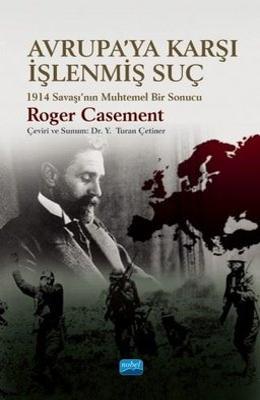 AVRUPA'YA KARŞI
İŞLENMİŞ SUÇ
1914 Savaşı'nın Muhtemel Bir Sonucu
Roger Casement
Çeviri ve Sunum: Dr. Y. Turan Çetiner
nobel